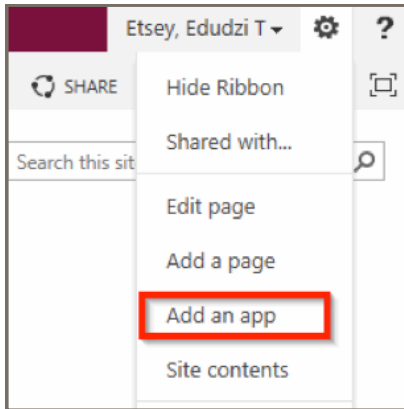 Etsey, Edudzi T ?
SHARE
Hide Ribbon
Shared with...
Search this sit
Edit page
Add a page
Add an app
Site contents